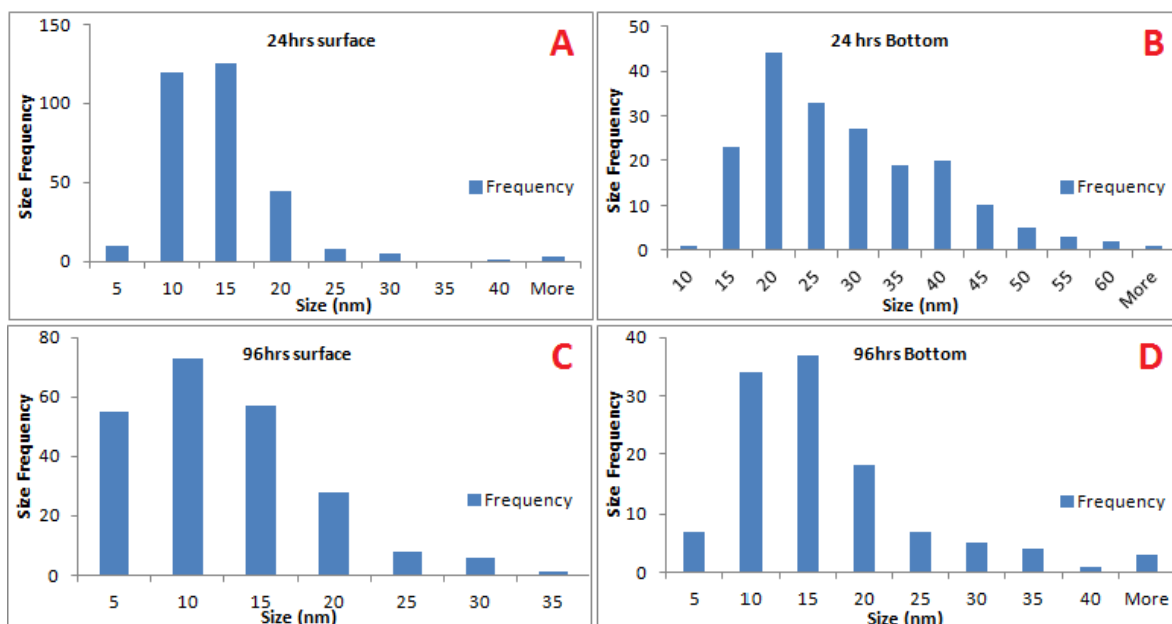 24hrs surface
A
Size Frequency
150
100
50
0
Frequency
5 10 15 20 25 30 35 40 More
Size (nm)
24 hrs Bottom
B
Size Frequency
50
40
30
20
10
0
Frequency
10 15 20 25 30 35 40 45 50 55 60 More
Size (nm)
96hrs surface
C
Size Frequency
80
60
40
20
0
Frequency
5 10 15 20 25 30 35
Size (nm)
96hrs Bottom
D
Size Frequency
40
30
20
10
0
Frequency
5 10 15 20 25 30 35 40 More
Size (nm)